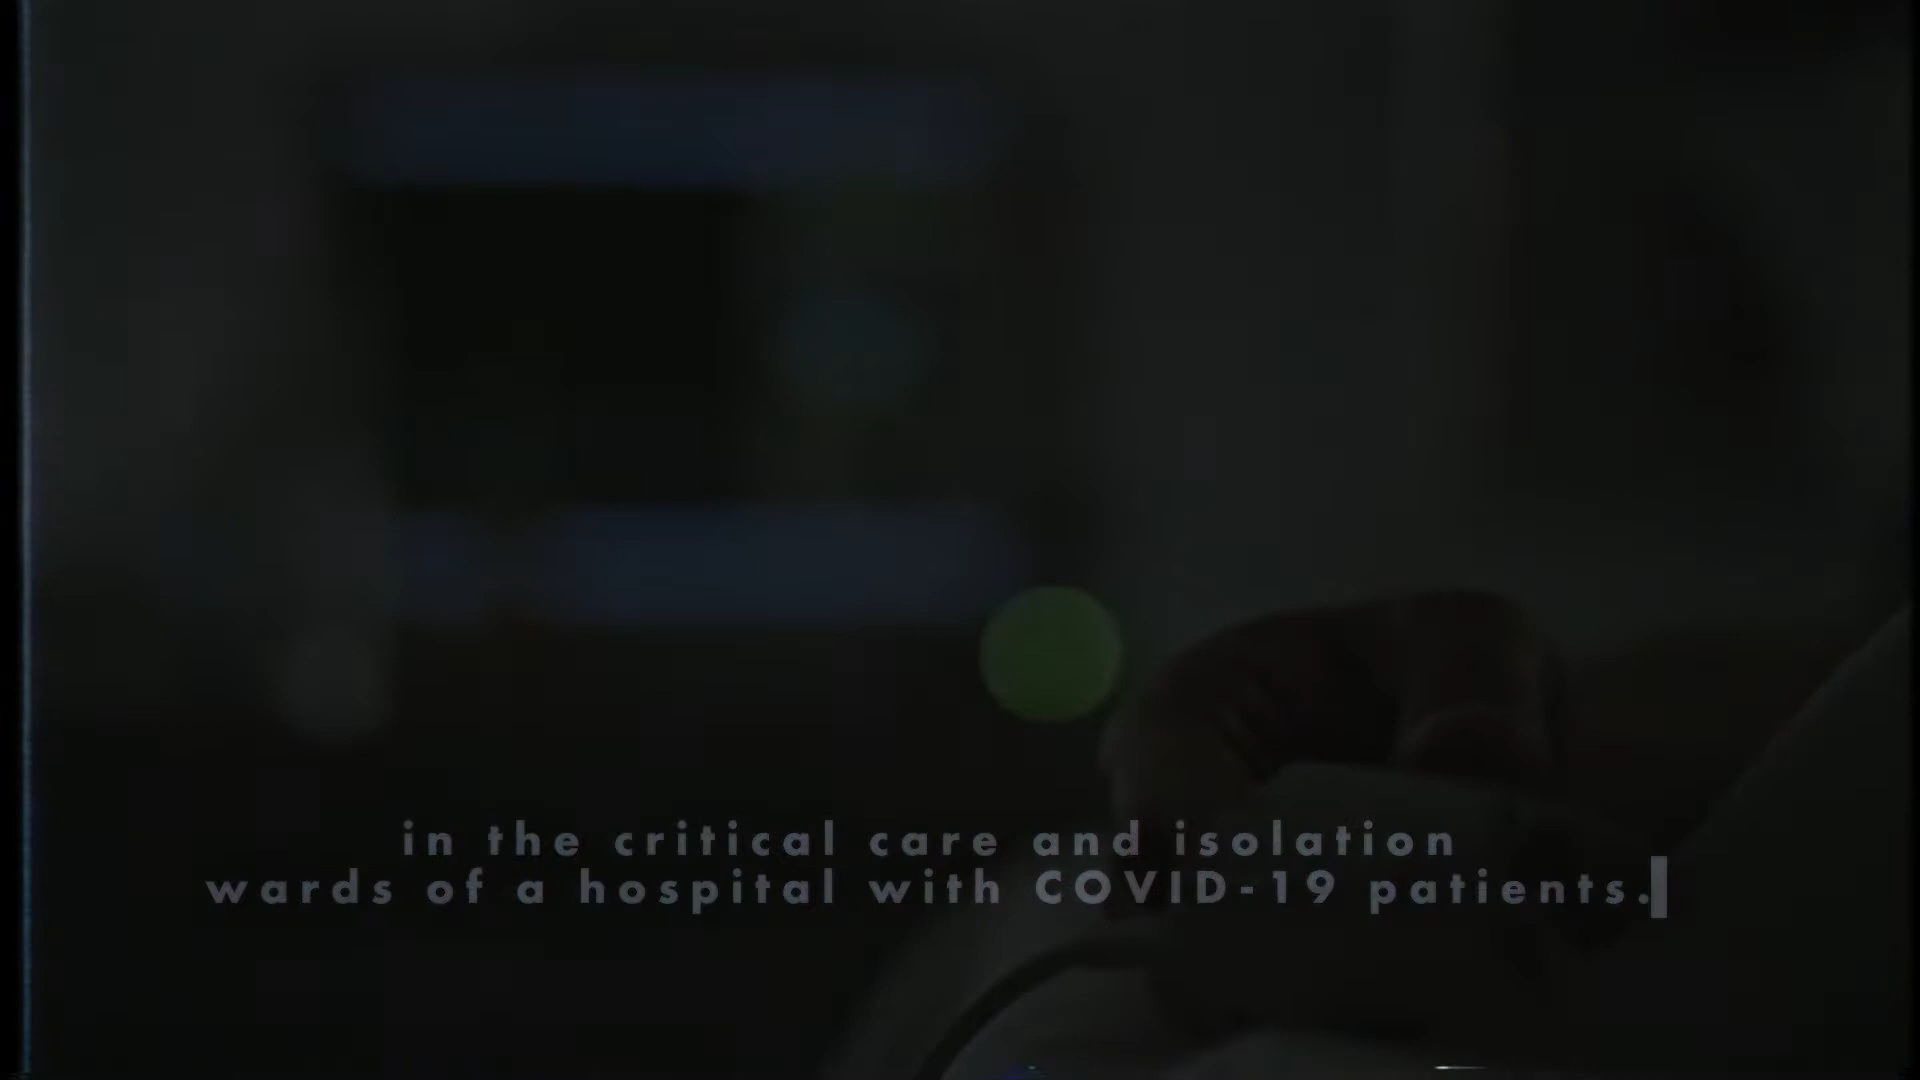 in the critical care and isolation
wards of a hospital with COVID-19 patients.